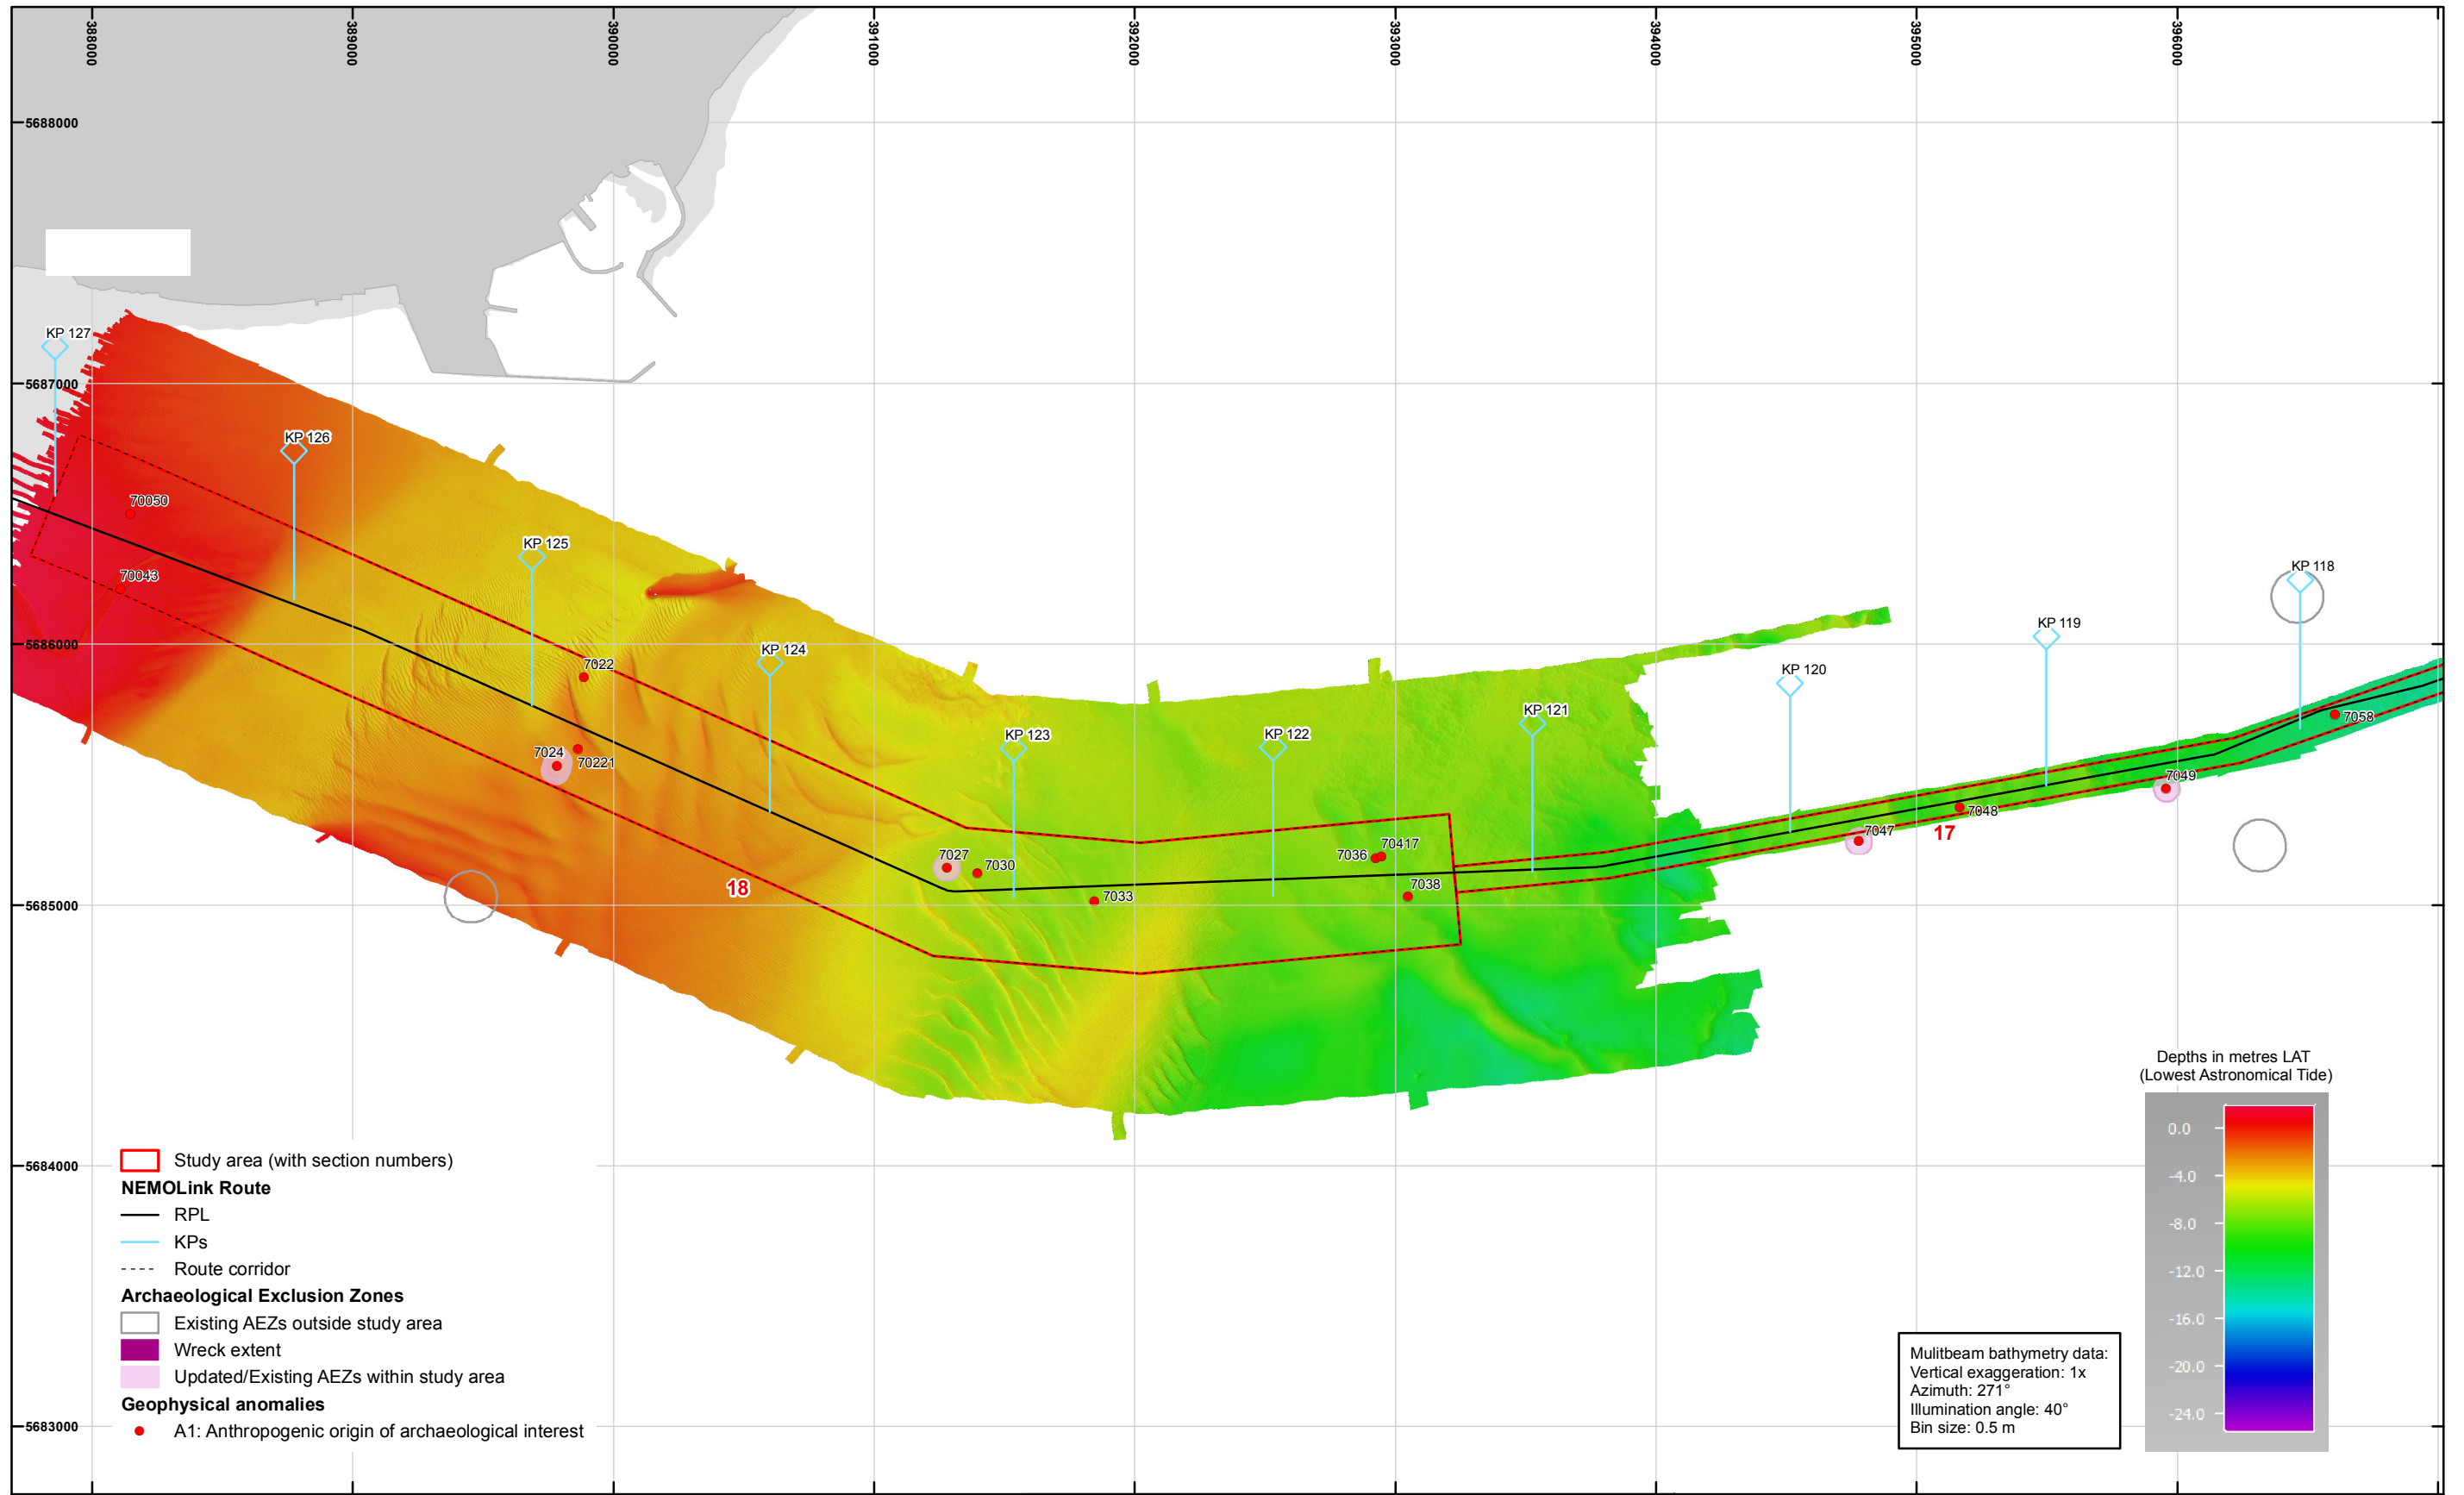 388000
389000
390000
391000
392000
393000
394000
395000
396000
5688000
5687000
5686000
5685000
5684000
5683000
KP 127
KP 126
KP 125
KP 124
KP 123
KP 122
KP 121
KP 120
KP 119
KP 118
70050
70043
7022
7024
70221
7027
7030
7033
7036
70417
7038
7047
7048
7049
7058
17
18
Study area (with section numbers)
NEMOLink Route
RPL
KPs
Route corridor
Archaeological Exclusion Zones
Existing AEZs outside study area
Wreck extent
Updated/Existing AEZs within study area
Geophysical anomalies
A1: Anthropogenic origin of archaeological interest
Mulitbeam bathymetry data:
Vertical exaggeration: 1x
Azimuth: 271°
Illumination angle: 40°
Bin size: 0.5 m
Depths in metres LAT
(Lowest Astronomical Tide)
0.0
-4.0
-8.0
-12.0
-16.0
-20.0
-24.0